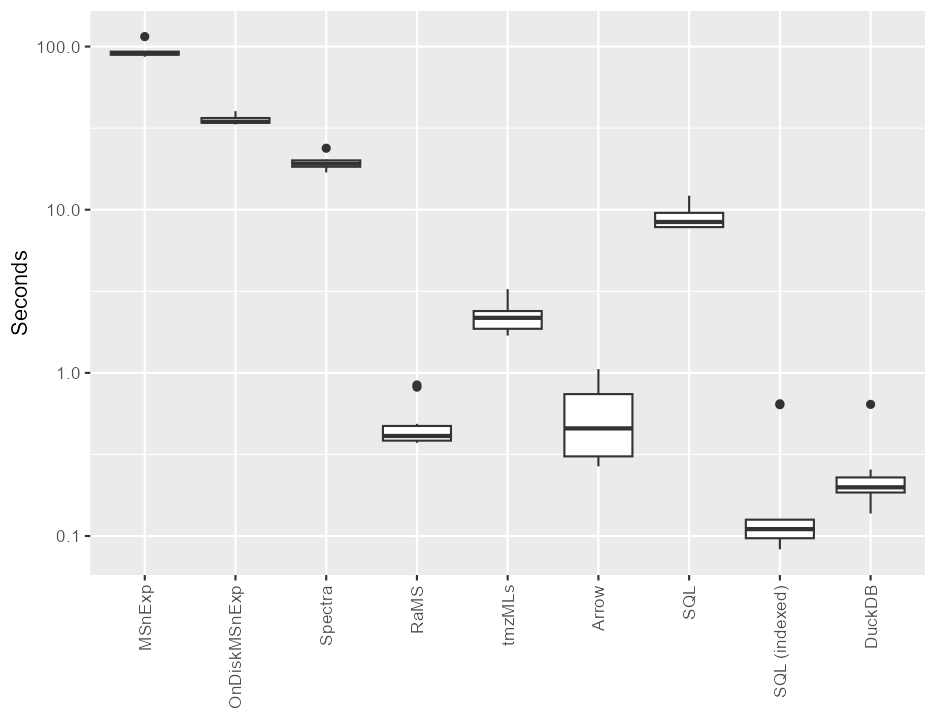 Seconds
100.0
10.0
1.0
0.1
MSnExp
OnDiskMSnExp
Spectra
RaMS
tmzMLs
Arrow
SQL
SQL (indexed)
DuckDB